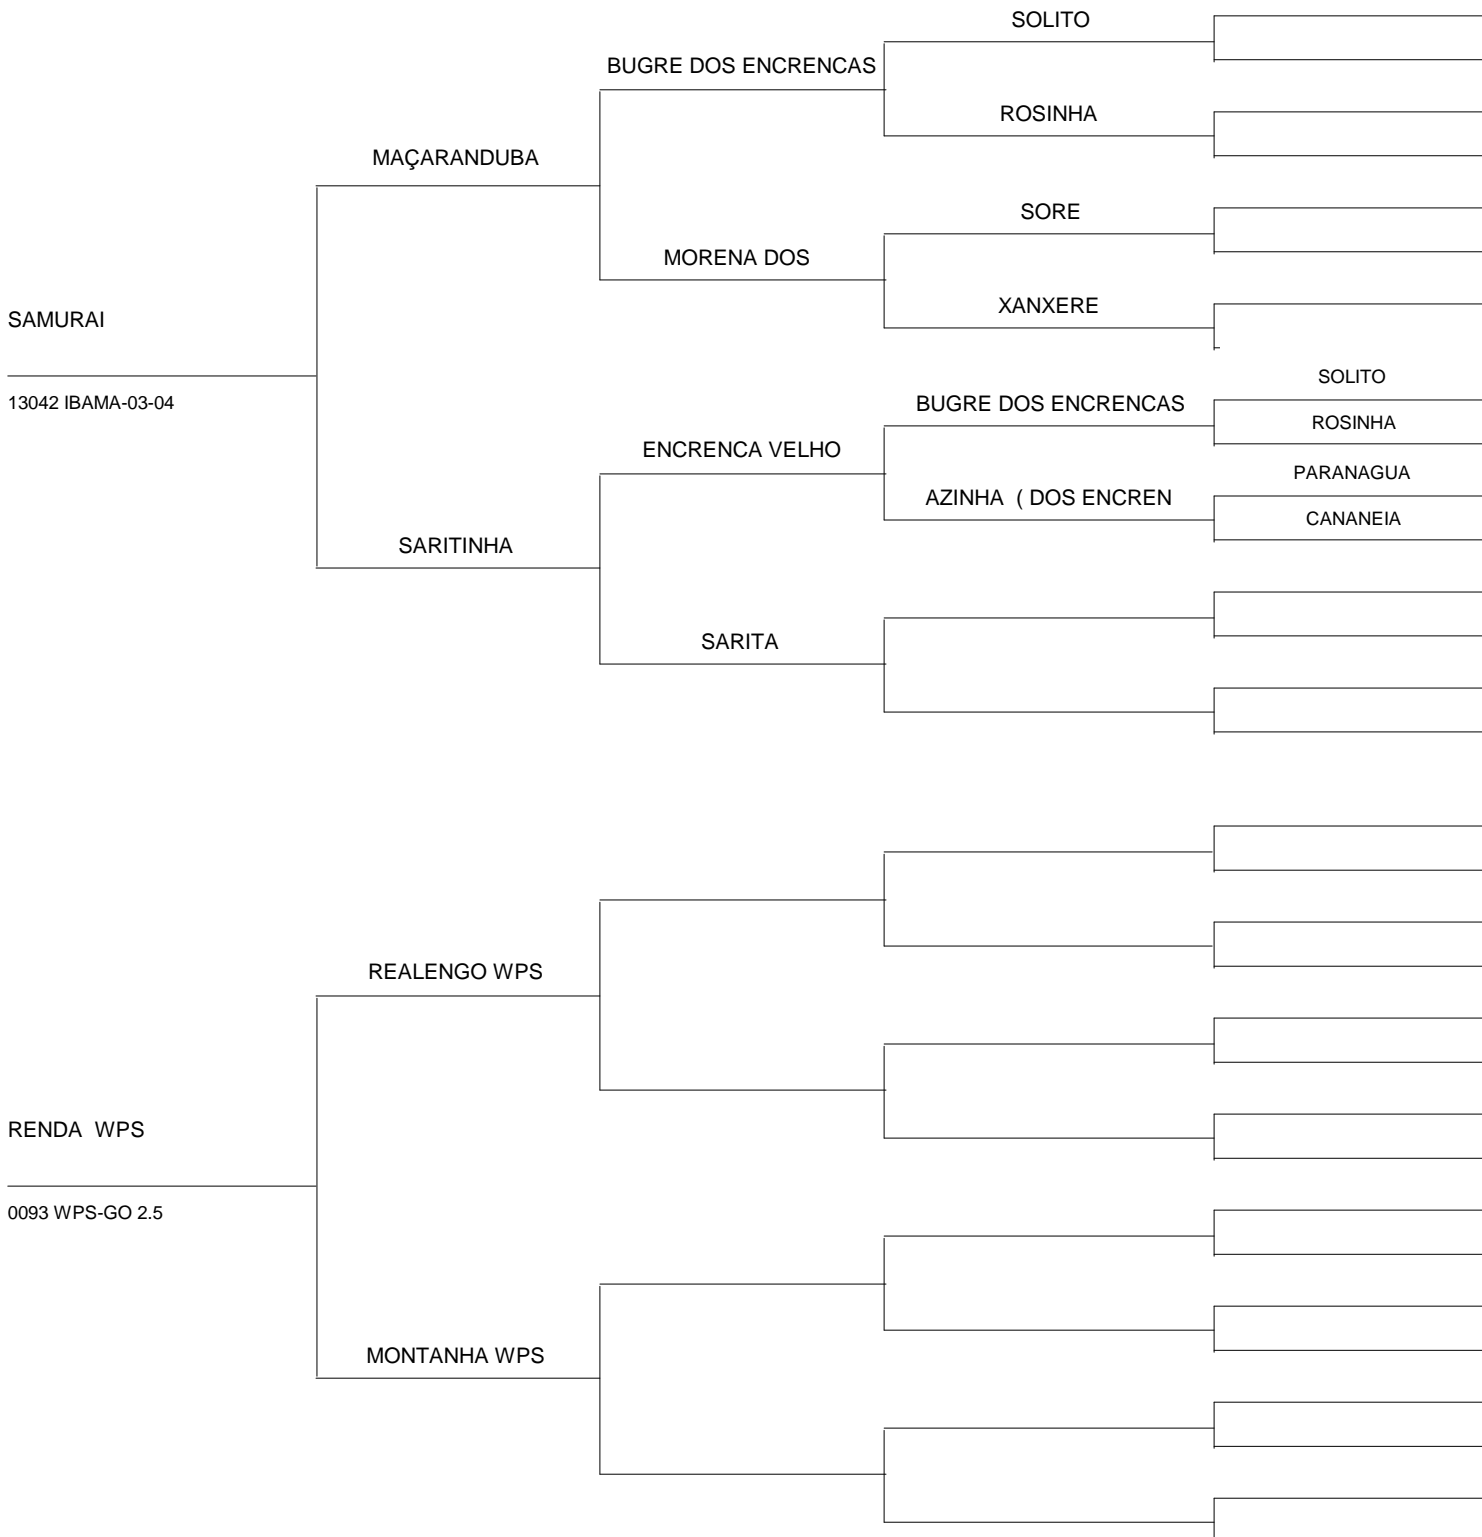 SOLITO
BUGRE DOS ENCRENCAS
ROSINHA
MAÇARANDUBA
SORE
MORENA DOS
XANXERE
SAMURAI
SOLITO
13042 IBAMA-03-04
BUGRE DOS ENCRENCAS
ROSINHA
ENCRENCA VELHO
PARANAGUA
AZINHA ( DOS ENCREN
CANANEIA
SARITINHA
SARITA
REALENGO WPS
RENDA WPS
0093 WPS-GO 2.5
MONTANHA WPS